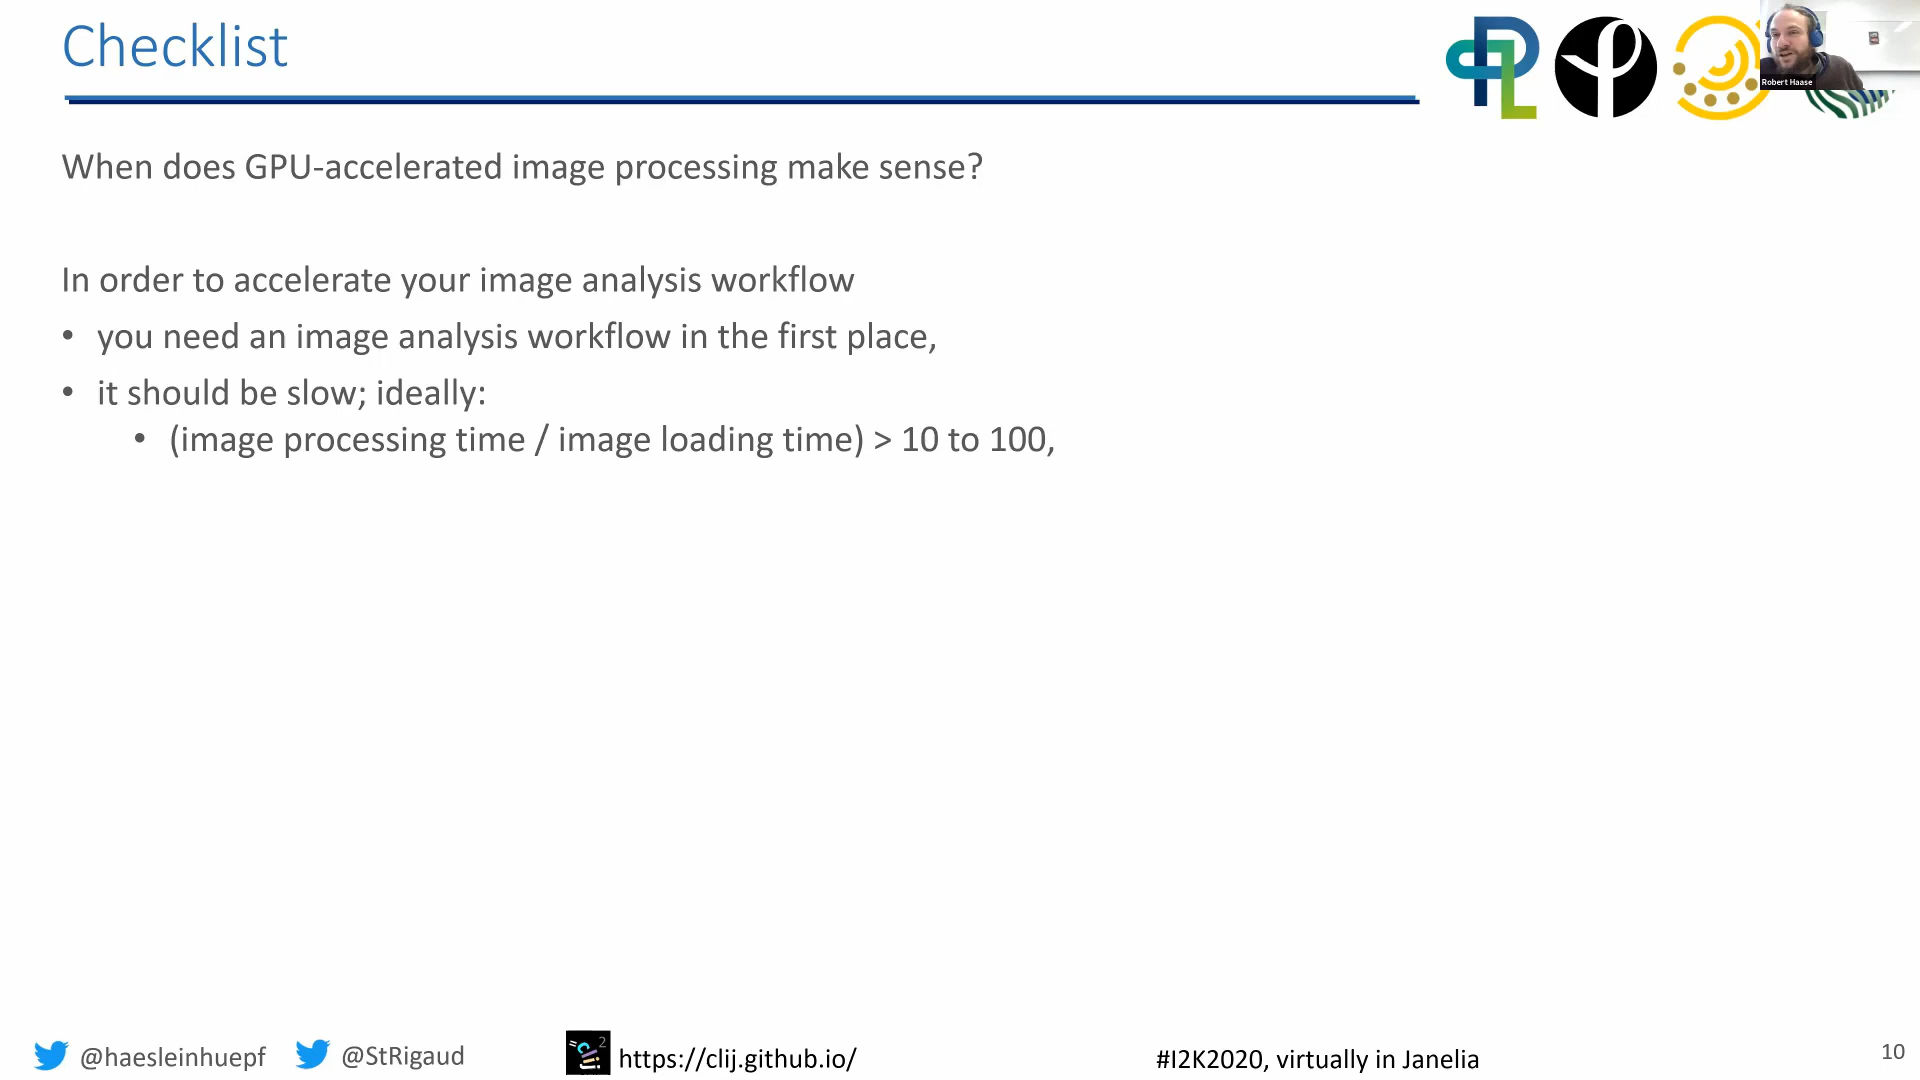 Checklist
Robert Haase
When does GPU-accelerated image processing make sense?
In order to accelerate your image analysis workflow
• you need an image analysis workflow in the first place,
• it should be slow; ideally:
• (image processing time / image loading time) > 10 to 100,
@haesleinhuepf
@StRigaud
https://clij.github.io/
#I2K2020, virtually in Janelia
10